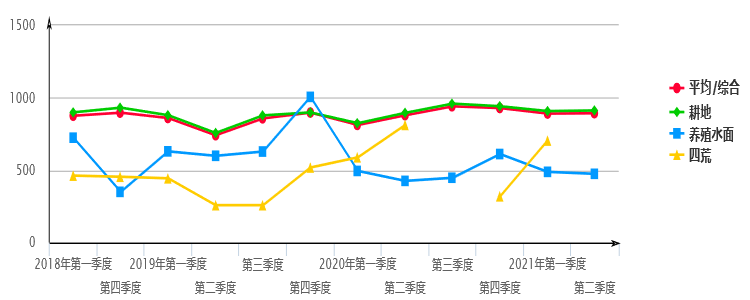 1500
1000
500
0
2018年第一季度
第四季度
2019年第一季度
第二季度
第三季度
第四季度
2020年第一季度
第二季度
第三季度
第四季度
2021年第一季度
第二季度
平均/综合
耕地
养殖水面
四荒